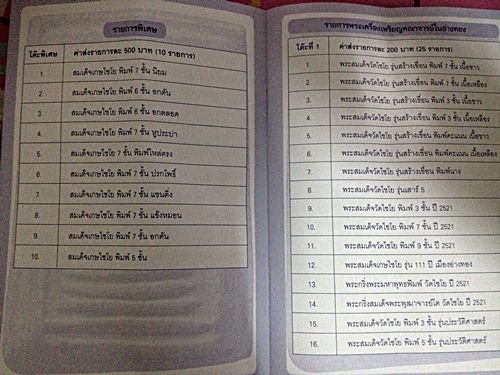 รายการพิเศษ
โต๊ะพิเศษ ค่าส่งรายการละ 500 บาท (10 รายการ)
1. สมเด็จเกษไชโย พิมพ์ 7 ชั้น นิยม
2. สมเด็จเกษไชโย พิมพ์ 6 ชั้น อกตัน
3. สมเด็จเกษไชโย พิมพ์ 6 ชั้น อกตลอด
4. สมเด็จเกษไชโย พิมพ์ 7 ชั้น หูประบ่า
5. สมเด็จเกษไชโย 7 ชั้น พิมพ์ไหล่ตรง
6. สมเด็จเกษไชโย พิมพ์ 7 ชั้น ปรกโพธิ์
7. สมเด็จเกษไชโย พิมพ์ 7 ชั้น แขนติ่ง
8. สมเด็จเกษไชโย พิมพ์ 7 ชั้น แข้งหมอน
9. สมเด็จเกษไชโย พิมพ์ 7 ชั้น อกตัน
10. สมเด็จเกษไชโย พิมพ์ 5 ชั้น
รายการพระเครื่องเหรียญคณาจารย์ในอ่างทอง
โต๊ะที่ 1 ค่าส่งรายการละ 200 บาท (25 รายการ)
1. พระสมเด็จวัดไชโย รุ่นสร้างเขื่อน พิมพ์ 7 ชั้น เนื้อขาว
2. พระสมเด็จวัดไชโย รุ่นสร้างเขื่อน พิมพ์ 7 ชั้น เนื้อเหลือง
3. พระสมเด็จวัดไชโย รุ่นสร้างเขื่อน พิมพ์ 3 ชั้น เนื้อขาว
4. พระสมเด็จวัดไชโย รุ่นสร้างเขื่อน พิมพ์ 3 ชั้น เนื้อเหลือง
5. พระสมเด็จวัดไชโย รุ่นสร้างเขื่อน พิมพ์คะแนน เนื้อขาว
6. พระสมเด็จวัดไชโย รุ่นสร้างเขื่อน พิมพ์คะแนน เนื้อเหลือง
7. พระสมเด็จวัดไชโย รุ่นสร้างเขื่อน พิมพ์นาง
8. พระสมเด็จวัดไชโย รุ่นเสาร์ 5
9. พระสมเด็จวัดไชโย พิมพ์ 3 ชั้น ปี 2521
10. พระสมเด็จวัดไชโย พิมพ์ 7 ชั้น ปี 2521
11. พระสมเด็จวัดไชโย พิมพ์ 9 ชั้น ปี 2521
12. พระสมเด็จเกษไชโย รุ่น 111 ปี เมืองอ่างทอง
13. พระกริ่งพระมหาพุทธพิมพ์ วัดไชโย ปี 2521
14. พระกริ่งสมเด็จพระพุฒาจารย์โต วัดไชโย ปี 2521
15. พระสมเด็จวัดไชโย พิมพ์ 3 ชั้น รุ่นประวัติศาสตร์
16. พระสมเด็จวัดไชโย พิมพ์ 5 ชั้น รุ่นประวัติศาสตร์